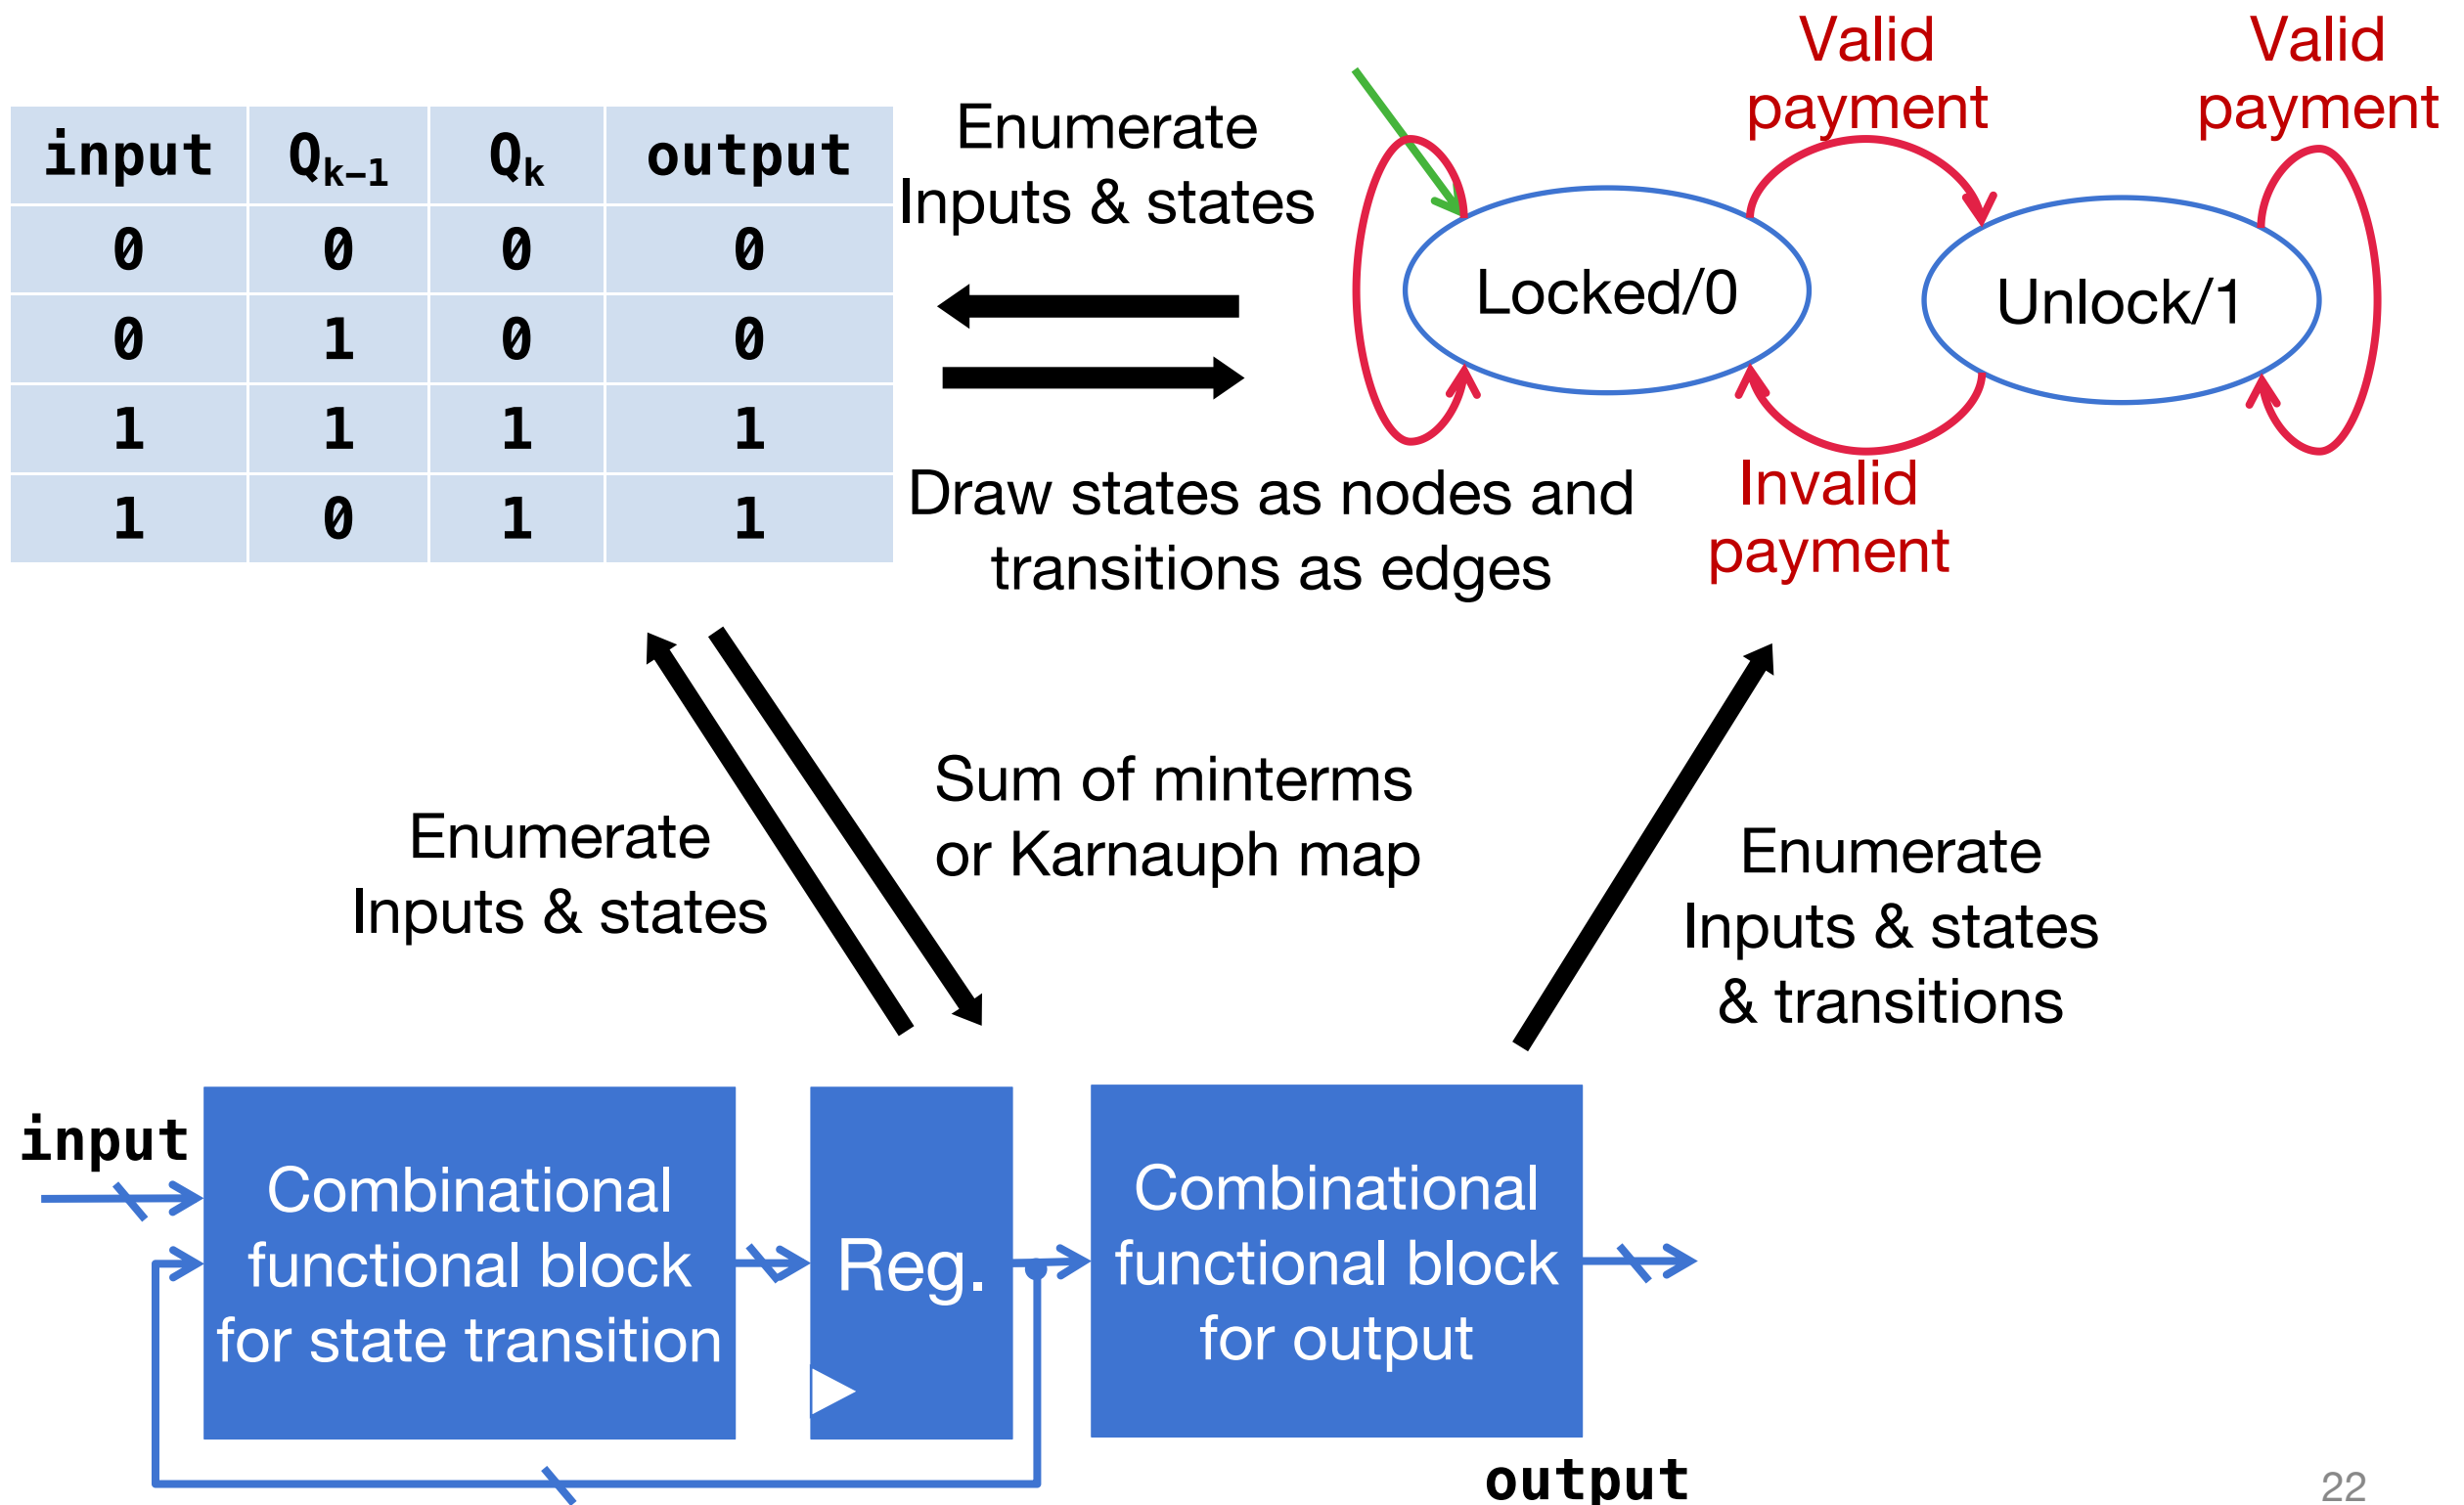 input Qk−1 Qk output
0 0 0 0
0 1 0 0
1 1 1 1
1 0 1 1
Enumerate
Inputs & states
Draw states as nodes and
transitions as edges
Valid
payment
Valid
payment
Locked/0
Unlock/1
Invalid
payment
Enumerate
Inputs & states
Sum of minterms
or Karnauph map
Enumerate
Inputs & states
& transitions
input
Combinational
functional block
for state transition
Reg.
Combinational
functional block
for output
output
22